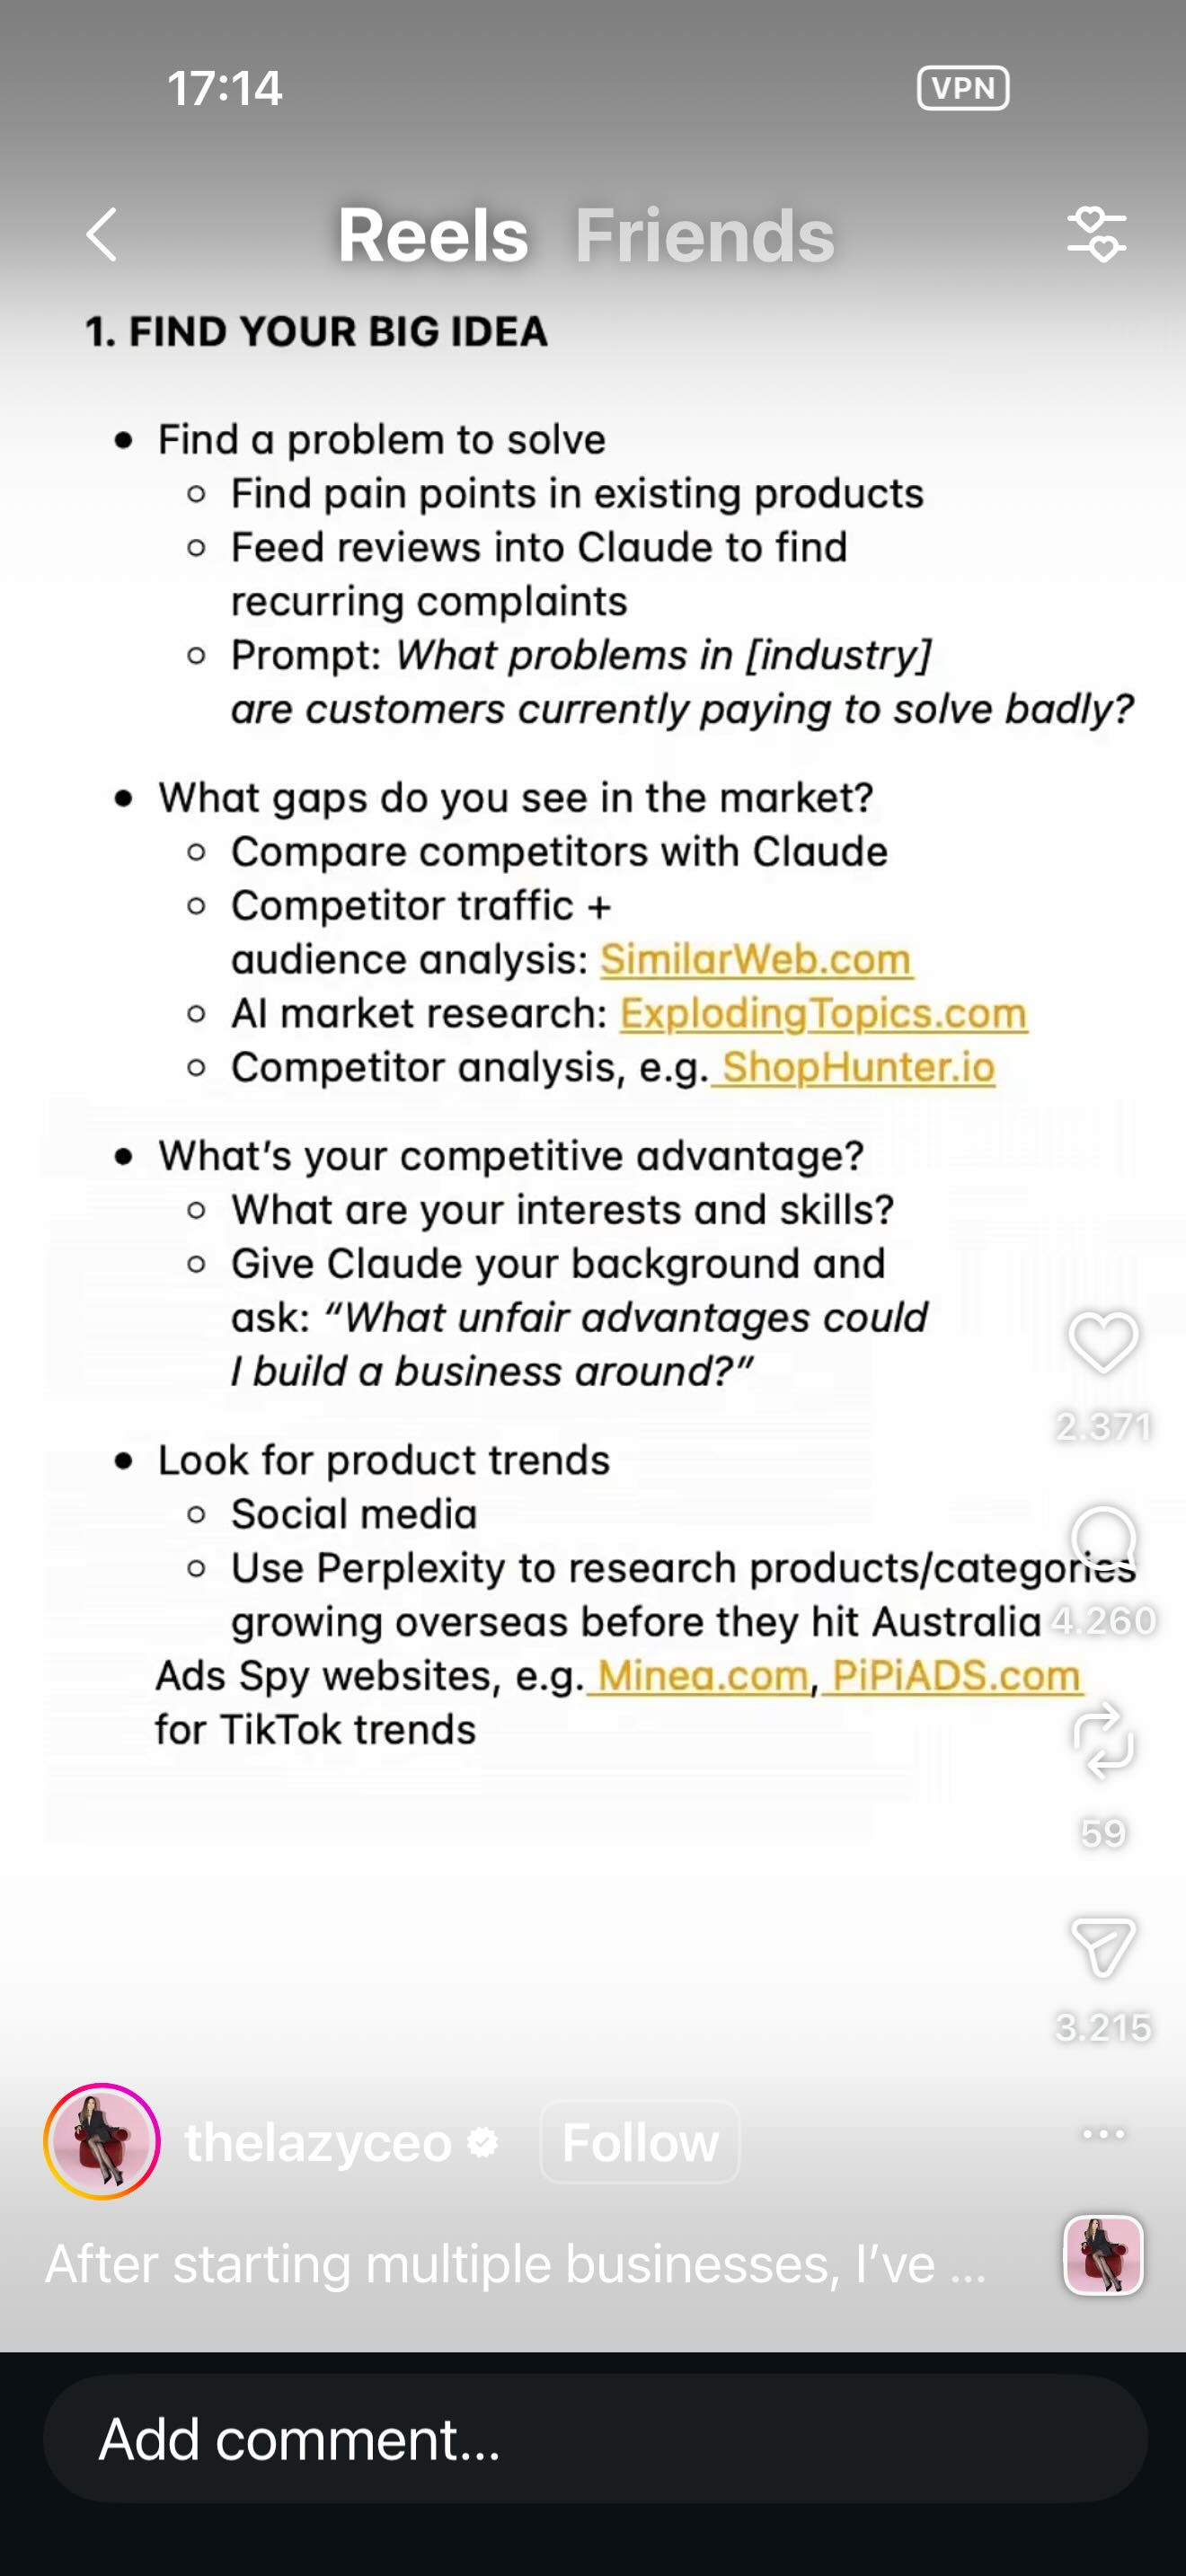 17:14
VPN
Reels Friends
1. FIND YOUR BIG IDEA
• Find a problem to solve
○ Find pain points in existing products
○ Feed reviews into Claude to find
recurring complaints
○ Prompt: What problems in [industry]
are customers currently paying to solve badly?
• What gaps do you see in the market?
○ Compare competitors with Claude
○ Competitor traffic +
audience analysis: SimilarWeb.com
○ AI market research: ExplodingTopics.com
○ Competitor analysis, e.g. ShopHunter.io
• What's your competitive advantage?
○ What are your interests and skills?
○ Give Claude your background and
ask: “What unfair advantages could
I build a business around?”
• Look for product trends
○ Social media
○ Use Perplexity to research products/categories
growing overseas before they hit Australia
Ads Spy websites, e.g. Minea.com, PiPiADS.com
for TikTok trends
2.371
4.260
59
3.215
thelazyceo Follow
After starting multiple businesses, I've ...
Add comment...